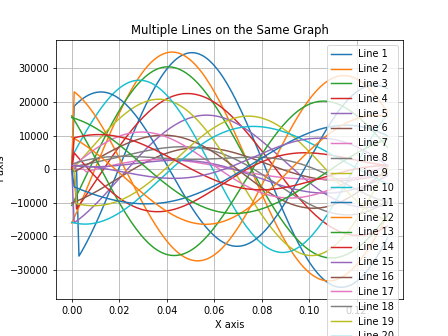 Multiple Lines on the Same Graph
30000
20000
10000
0
−10000
−20000
−30000
0.00
0.02
0.04
0.06
0.08
0.10
X axis
Line 1
Line 2
Line 3
Line 4
Line 5
Line 6
Line 7
Line 8
Line 9
Line 10
Line 11
Line 12
Line 13
Line 14
Line 15
Line 16
Line 17
Line 18
Line 19